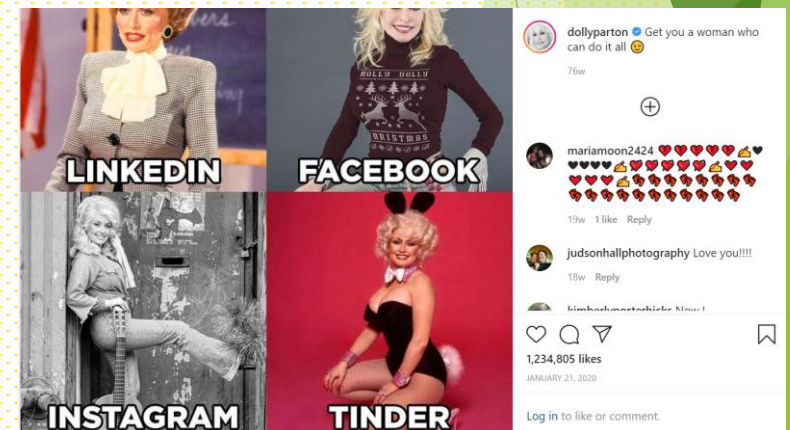 LINKEDIN
FACEBOOK
HOLLY DOLLY
HRISTMAS
INSTAGRAM
TINDER
dollyparton Get you a woman who
can do it all 😉
76w
mariamoon2424 💔💔💔💔💔✍🖤
🖤🖤🖤🖤✍❤❤❤❤❤✍❤❤
❤❤❤✍👣👣👣👣👣👣👣👣
👣👣👣👣👣👣👣👣👣👣👣
19w 1 like Reply
judsonhallphotography Love you!!!!
18w Reply
1,234,805 likes
JANUARY 21, 2020
Log in to like or comment.